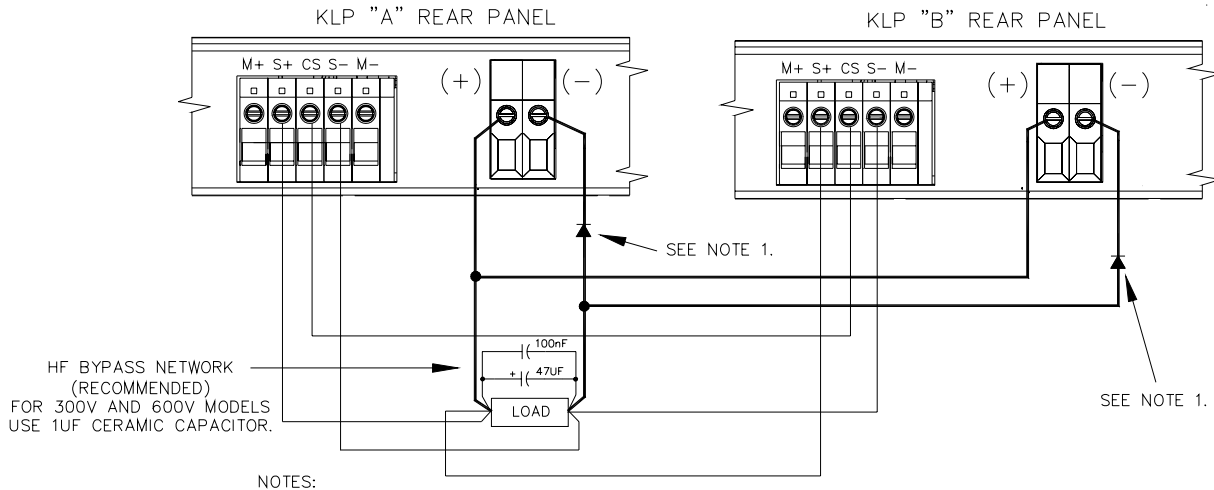 KLP "A" REAR PANEL
KLP "B" REAR PANEL
M+ S+ CS S- M-
(+)
(-)
M+ S+ CS S- M-
(+)
(-)
SEE NOTE 1.
100nF
+ 47UF
LOAD
HF BYPASS NETWORK
(RECOMMENDED)
FOR 300V AND 600V MODELS
USE 1UF CERAMIC CAPACITOR.
SEE NOTE 1.
NOTES: